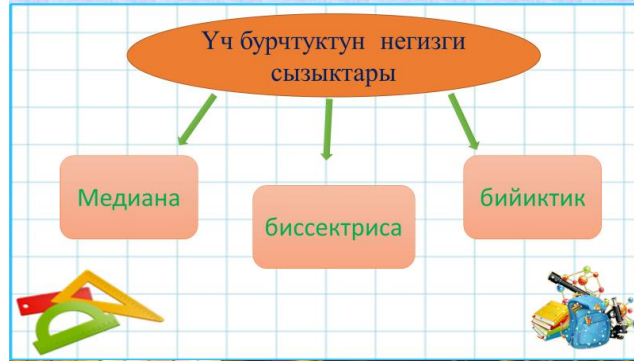 Үч бурчтуктун негизги
сызыктары
Медиана
биссектриса
бийиктик